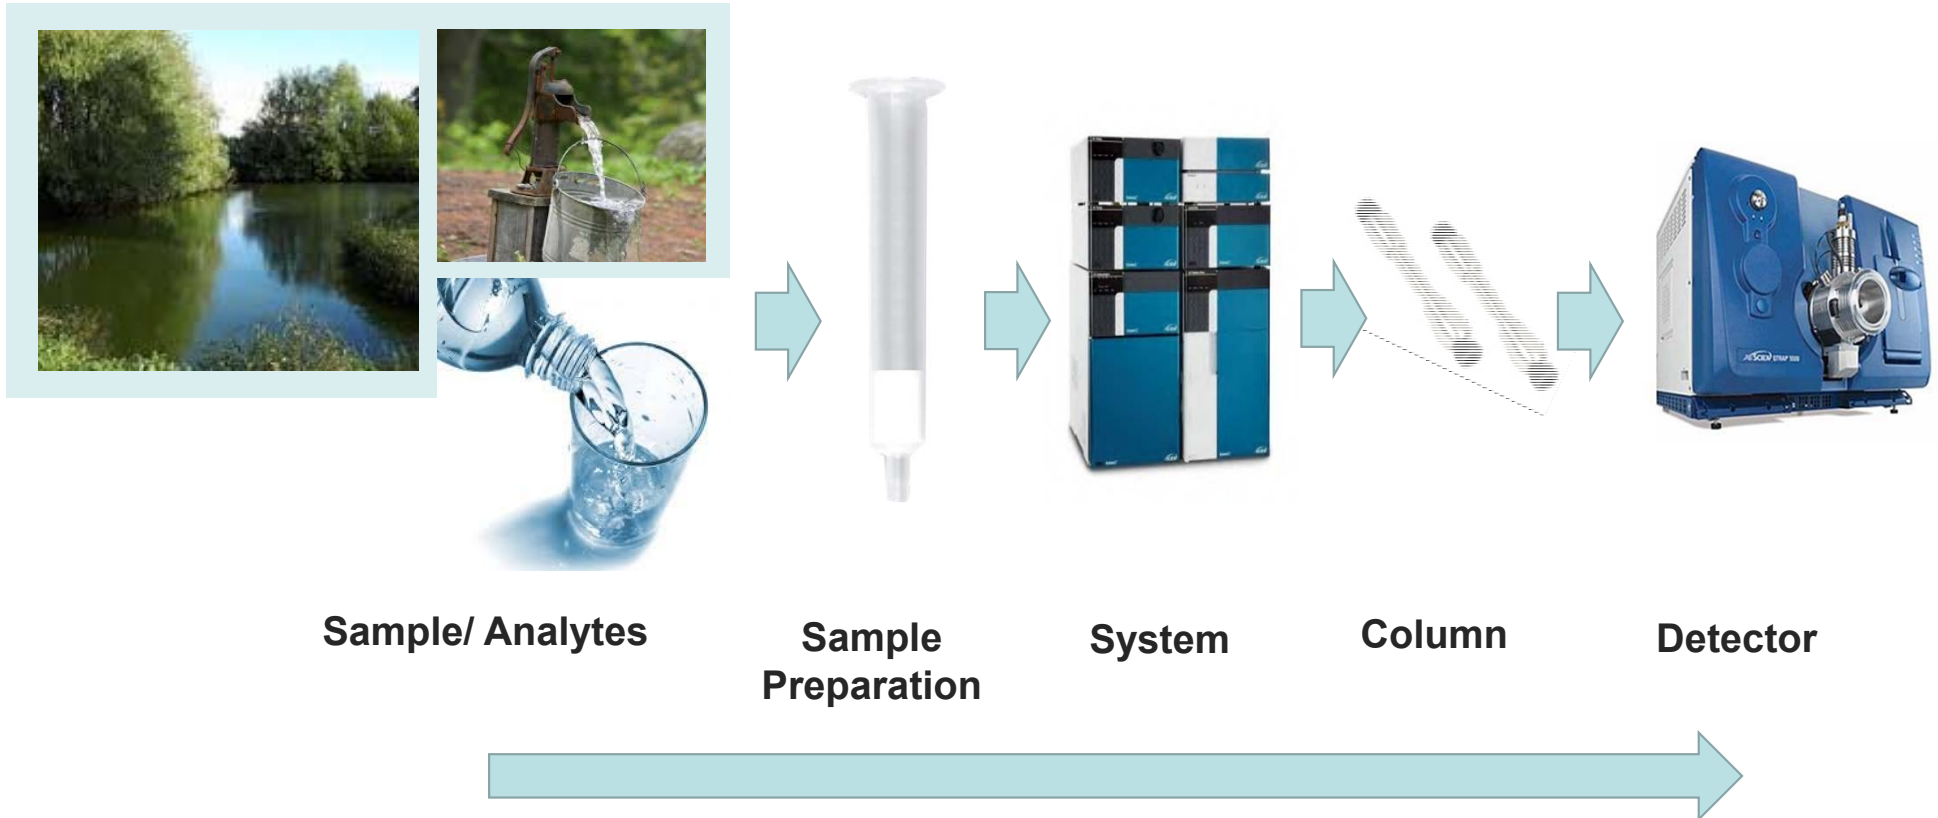 Sample/ Analytes
Sample
Preparation
System
Column
Detector